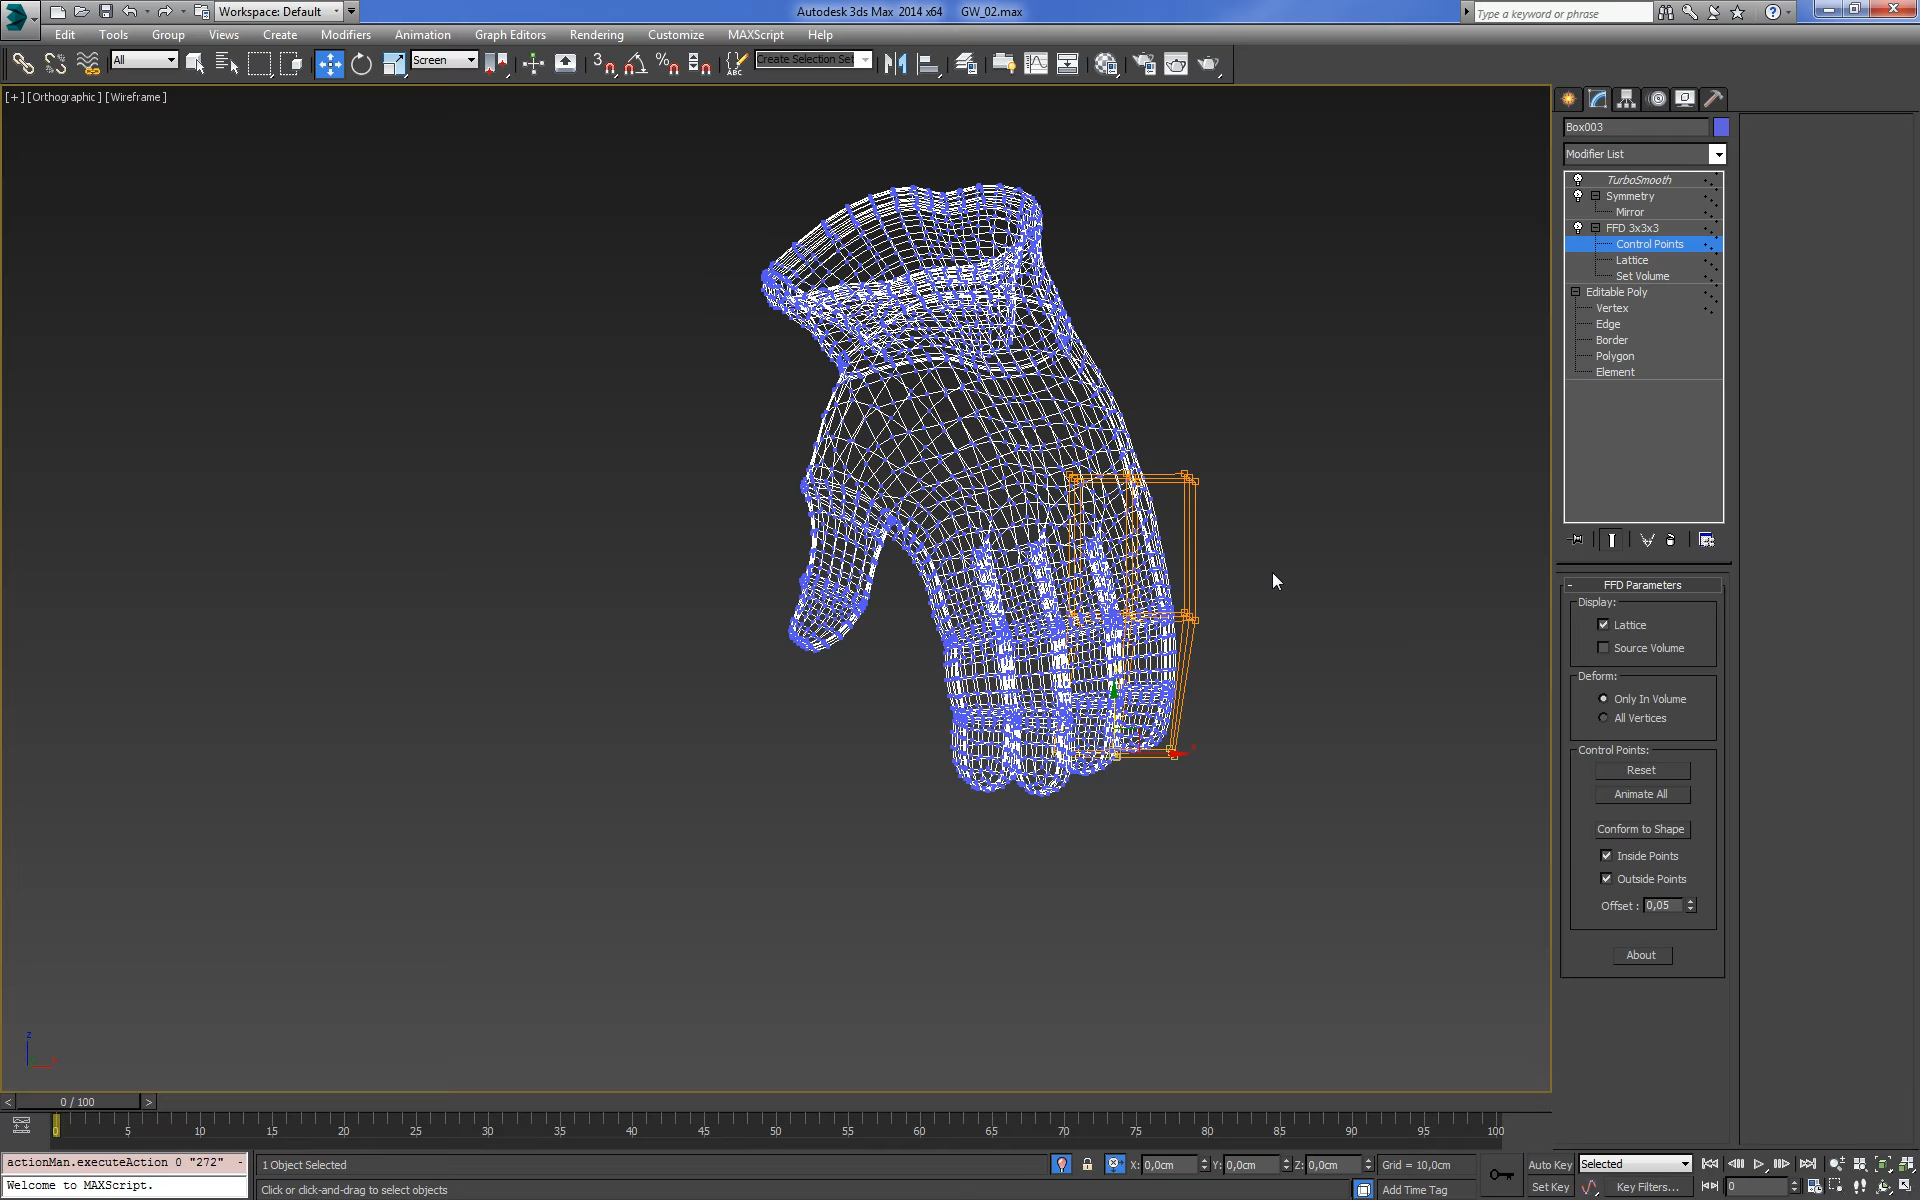 Workspace: Default
Autodesk 3ds Max 2014 x64 GW_02.max
Type a keyword or phrase
Edit Tools Group Views Create Modifiers Animation Graph Editors Rendering Customize MAXScript Help
All
Screen
3
ABC
Create Selection Set
[+] [Orthographic] [Wireframe]
Box003
Modifier List
TurboSmooth
Symmetry
Mirror
FFD 3x3x3
Control Points
Lattice
Set Volume
Editable Poly
Vertex
Edge
Border
Polygon
Element
- FFD Parameters
Display:
Lattice
Source Volume
Deform:
Only In Volume
All Vertices
Control Points:
Reset
Animate All
Conform to Shape
Inside Points
Outside Points
Offset : 0,05
About
z
< 0 / 100 >
0 5 10 15 20 25 30 35 40 45 50 55 60 65 70 75 80 85 90 95 100
actionMan.executeAction 0 "272" -
Welcome to MAXScript.
1 Object Selected
Click or click-and-drag to select objects
X: 0,0cm Y: 0,0cm Z: 0,0cm
Grid = 10,0cm
Add Time Tag
Auto Key Selected
Set Key Key Filters...
0